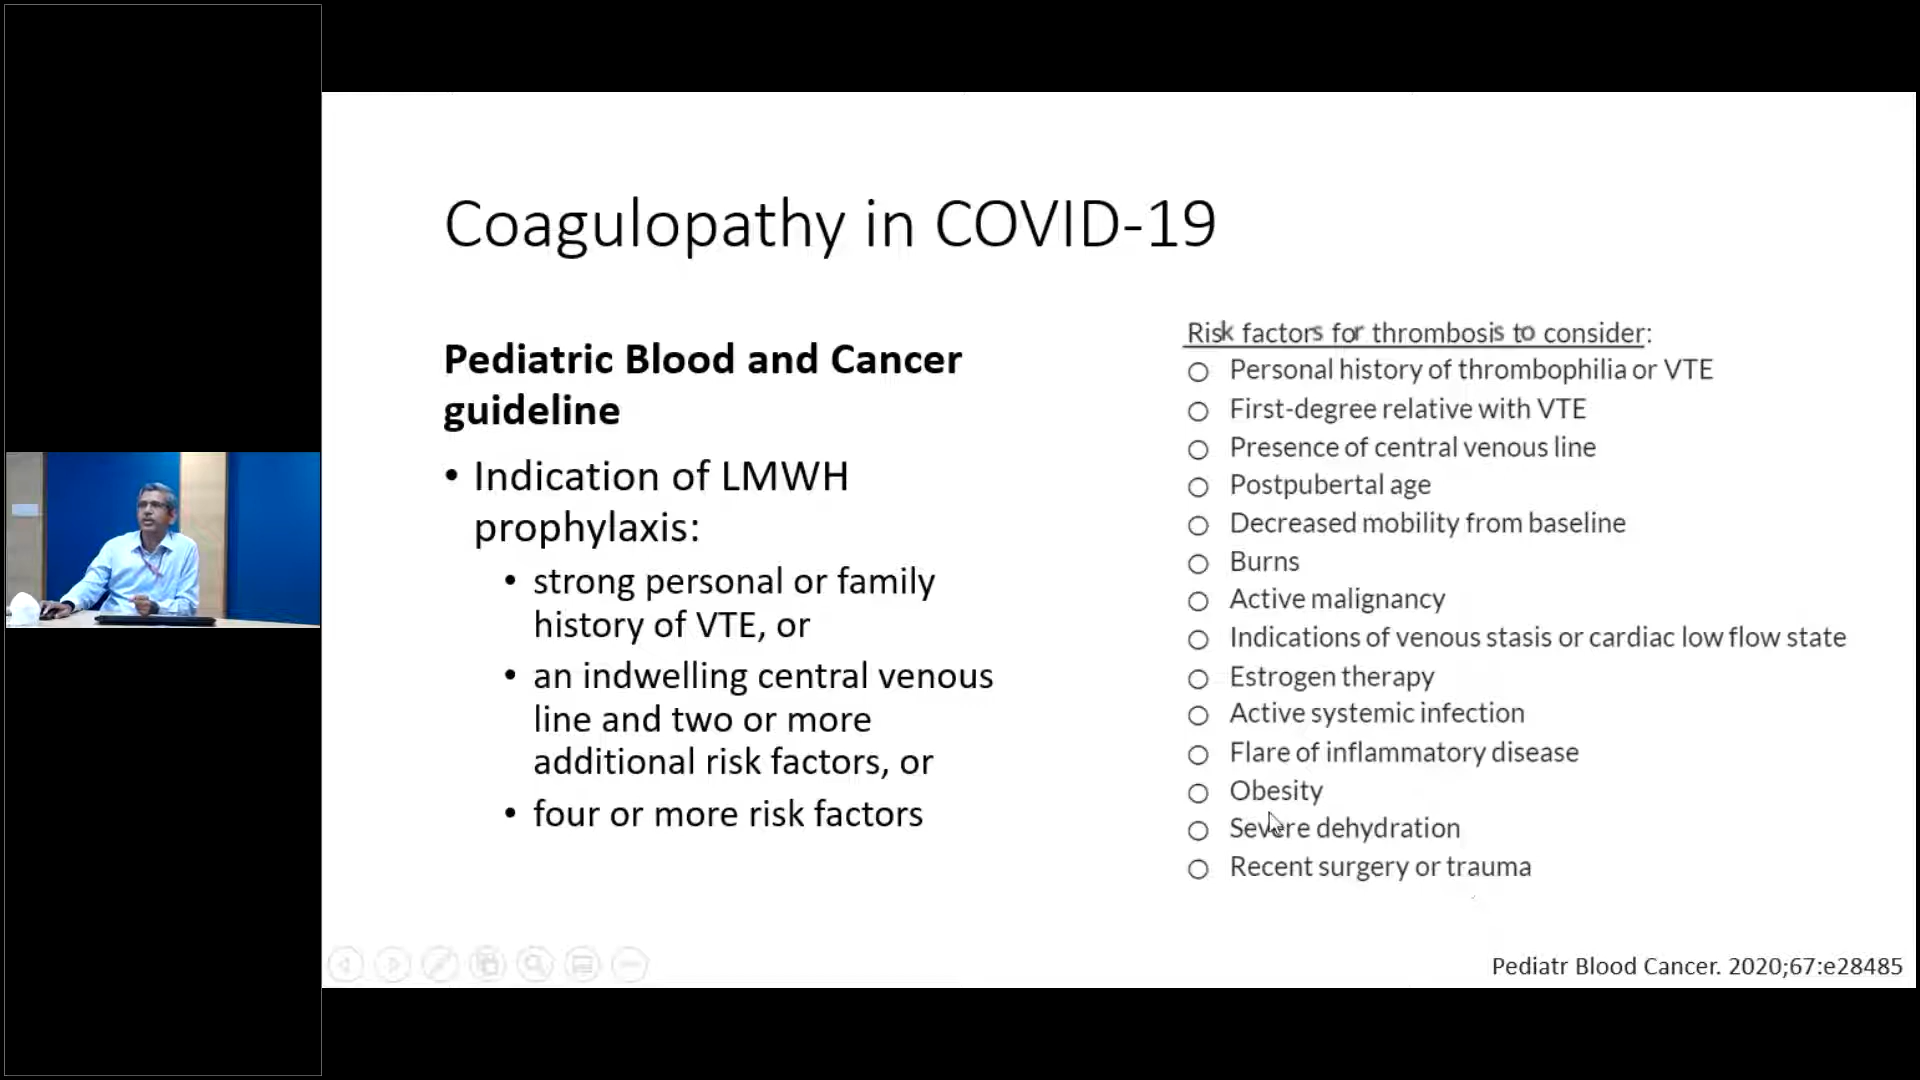 Coagulopathy in COVID-19
Pediatric Blood and Cancer
guideline
• Indication of LMWH
prophylaxis:
• strong personal or family
history of VTE, or
• an indwelling central venous
line and two or more
additional risk factors, or
• four or more risk factors
Risk factors for thrombosis to consider:
○ Personal history of thrombophilia or VTE
○ First-degree relative with VTE
○ Presence of central venous line
○ Postpubertal age
○ Decreased mobility from baseline
○ Burns
○ Active malignancy
○ Indications of venous stasis or cardiac low flow state
○ Estrogen therapy
○ Active systemic infection
○ Flare of inflammatory disease
○ Obesity
○ Severe dehydration
○ Recent surgery or trauma
Pediatr Blood Cancer. 2020;67:e28485